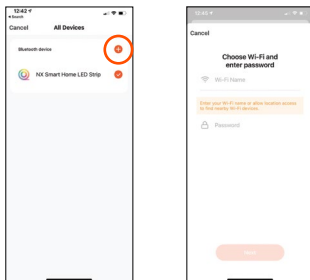 12:42
Search
Cancel All Devices
Bluetooth device
NX Smart Home LED Strip
12:42
Cancel
Choose Wi-Fi and
enter password
Wi-Fi Name
Enter your Wi-Fi name or allow location access
to find nearby Wi-Fi devices.
Password